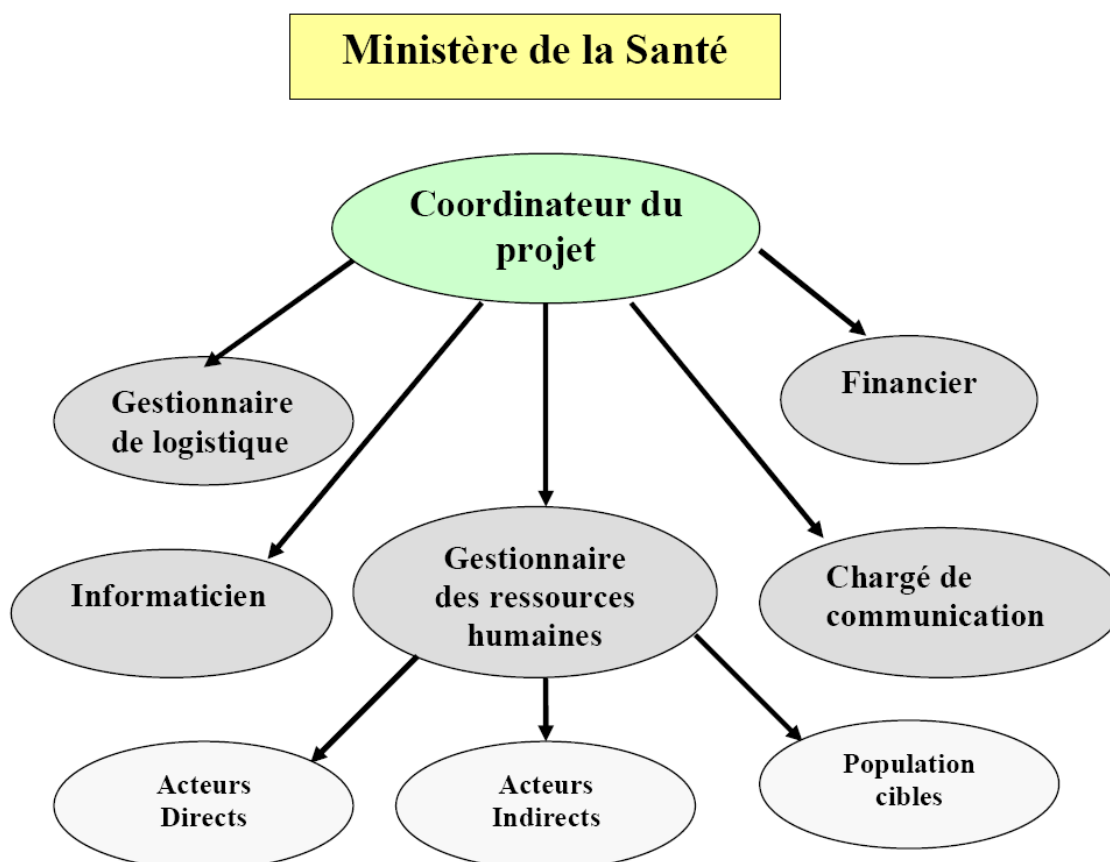 Ministère de la Santé
Coordinateur du
projet
Gestionnaire
de logistique
Financier
Informaticien
Gestionnaire
des ressources
humaines
Chargé de
communication
Acteurs
Directs
Acteurs
Indirects
Population
cibles